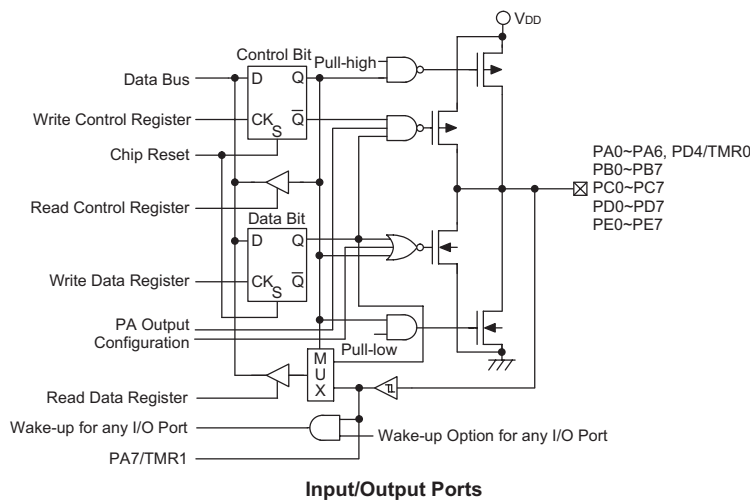 VDD
Control Bit
Pull-high
Data Bus
D
Q
Write Control Register
CK
Q
S
Chip Reset
PA0~PA6, PD4/TMR0
PB0~PB7
PC0~PC7
PD0~PD7
PE0~PE7
Read Control Register
Data Bit
D
Q
Write Data Register
CK
Q
S
PA Output
Configuration
Pull-low
M
U
X
Read Data Register
Wake-up for any I/O Port
Wake-up Option for any I/O Port
PA7/TMR1
Input/Output Ports